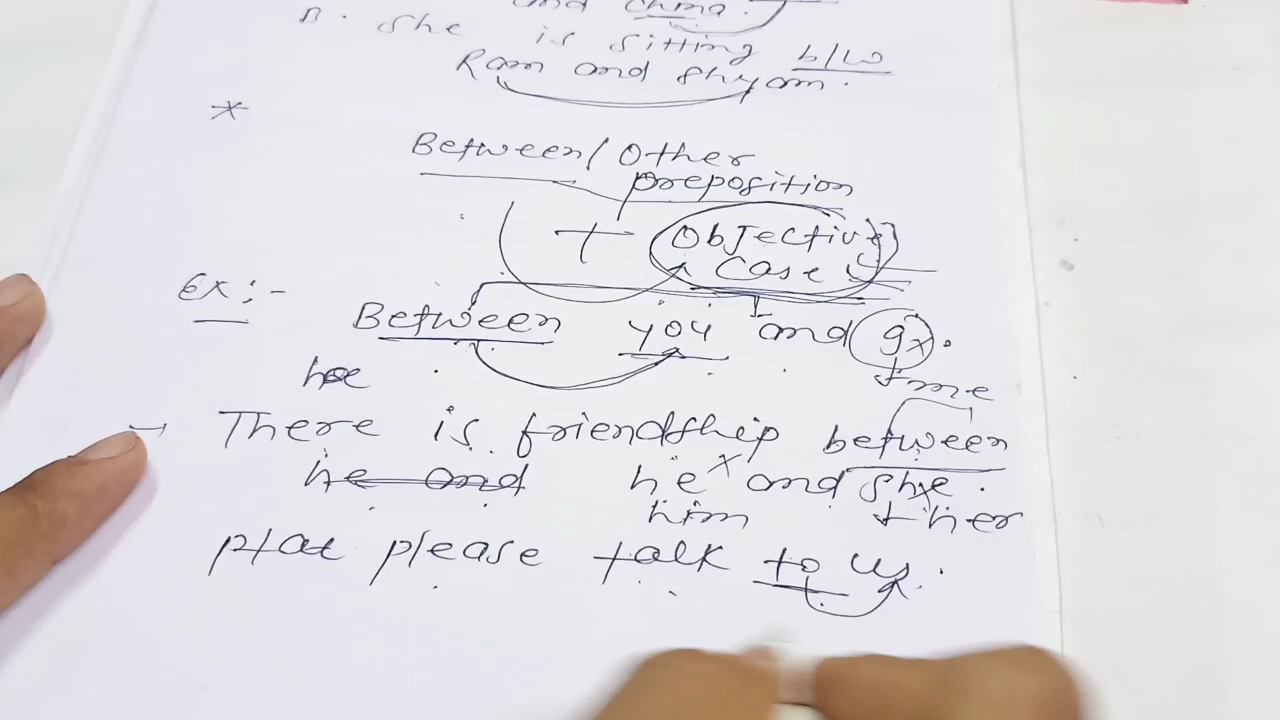 and China.
B. She is sitting b/w
Ram and Shyam.
*
Between / Other
preposition
+ Objective
Case
Ex :-
Between you and I.
me
There is friendship between
he and he and she.
him her
please talk to us.